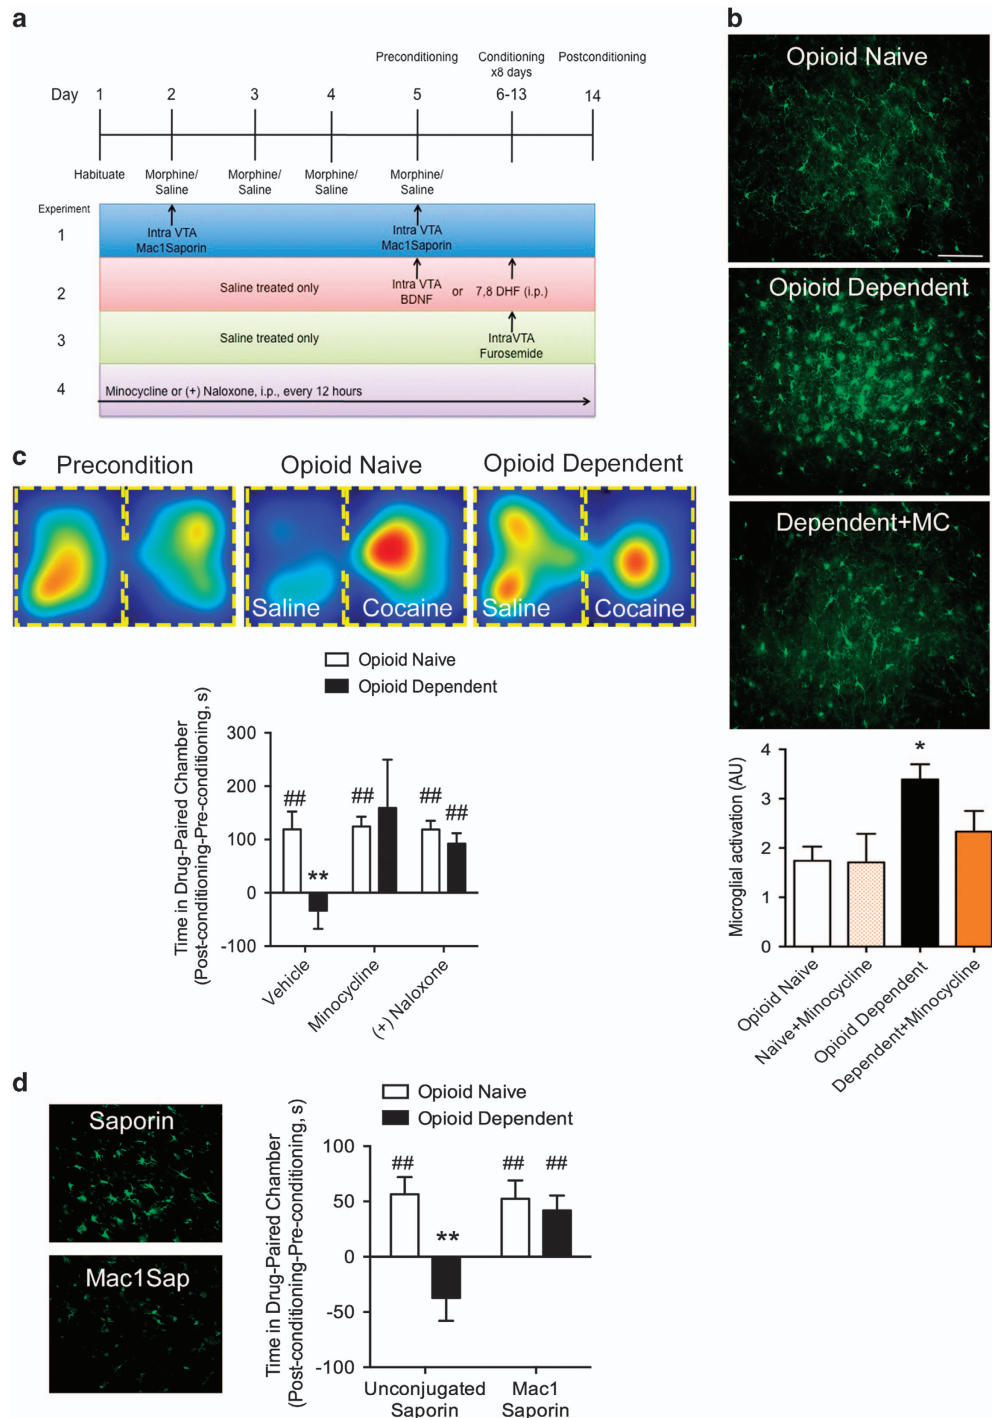 a
Preconditioning
Conditioning
x8 days
Postconditioning
Day 1 2 3 4 5 6-13 14
Habituate
Morphine/
Saline
Morphine/
Saline
Morphine/
Saline
Morphine/
Saline
Experiment
1
Intra VTA
Mac1Saporin
Intra VTA
Mac1Saporin
2
Saline treated only
Intra VTA
BDNF
or
7,8 DHF (i.p.)
3
Saline treated only
IntraVTA
Furosemide
4
Minocycline or (+) Naloxone, i.p., every 12 hours
b
Opioid Naive
Opioid Dependent
Dependent+MC
Microglial activation (AU)
4
3
2
1
0
*
Opioid Naive
Naive+Minocycline
Opioid Dependent
Dependent+Minocycline
c
Precondition
Opioid Naive
Opioid Dependent
Saline
Cocaine
Saline
Cocaine
Opioid Naive
Opioid Dependent
Time in Drug-Paired Chamber
(Post-conditioning-Pre-conditioning, s)
300
200
100
0
-100
##
**
##
##
##
Vehicle
Minocycline
(+) Naloxone
d
Saporin
Mac1Sap
Opioid Naive
Opioid Dependent
Time in Drug-Paired Chamber
(Post-conditioning-Pre-conditioning, s)
100
50
0
-50
-100
##
**
##
##
Unconjugated
Saporin
Mac1
Saporin